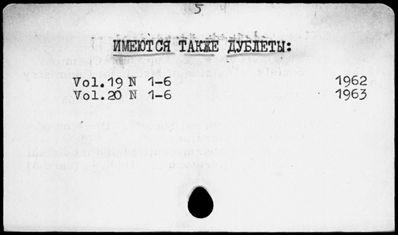 5
ИМЕЮТСЯ ТАКЖЕ ДУБЛЕТЫ:
Vol.19 N 1-6 1962
Vol.20 N 1-6 1963